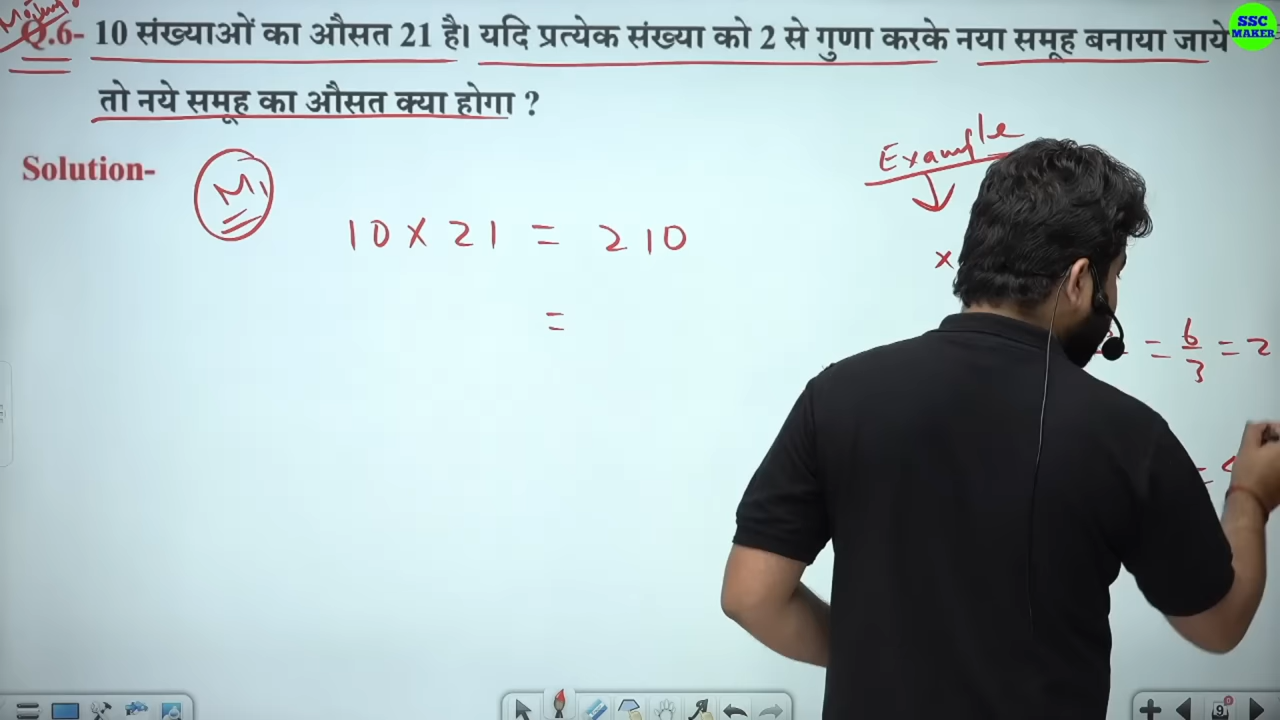 Q.6- 10 संख्याओं का औसत 21 है। यदि प्रत्येक संख्या को 2 से गुणा करके नया समूह बनाया जाये
तो नये समूह का औसत क्या होगा ?
SSC
MAKER
Solution-
M1
10 × 21 = 210
=
Example
×
= 6/3 = 2
=